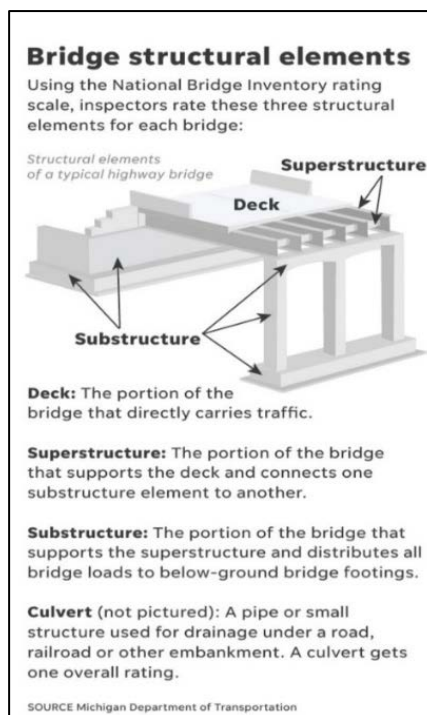 Bridge structural elements
Using the National Bridge Inventory rating
scale, inspectors rate these three structural
elements for each bridge:
Structural elements
of a typical highway bridge
Superstructure
Deck
Substructure
Deck: The portion of the
bridge that directly carries traffic.
Superstructure: The portion of the bridge
that supports the deck and connects one
substructure element to another.
Substructure: The portion of the bridge that
supports the superstructure and distributes all
bridge loads to below-ground bridge footings.
Culvert (not pictured): A pipe or small
structure used for drainage under a road,
railroad or other embankment. A culvert gets
one overall rating.
SOURCE Michigan Department of Transportation